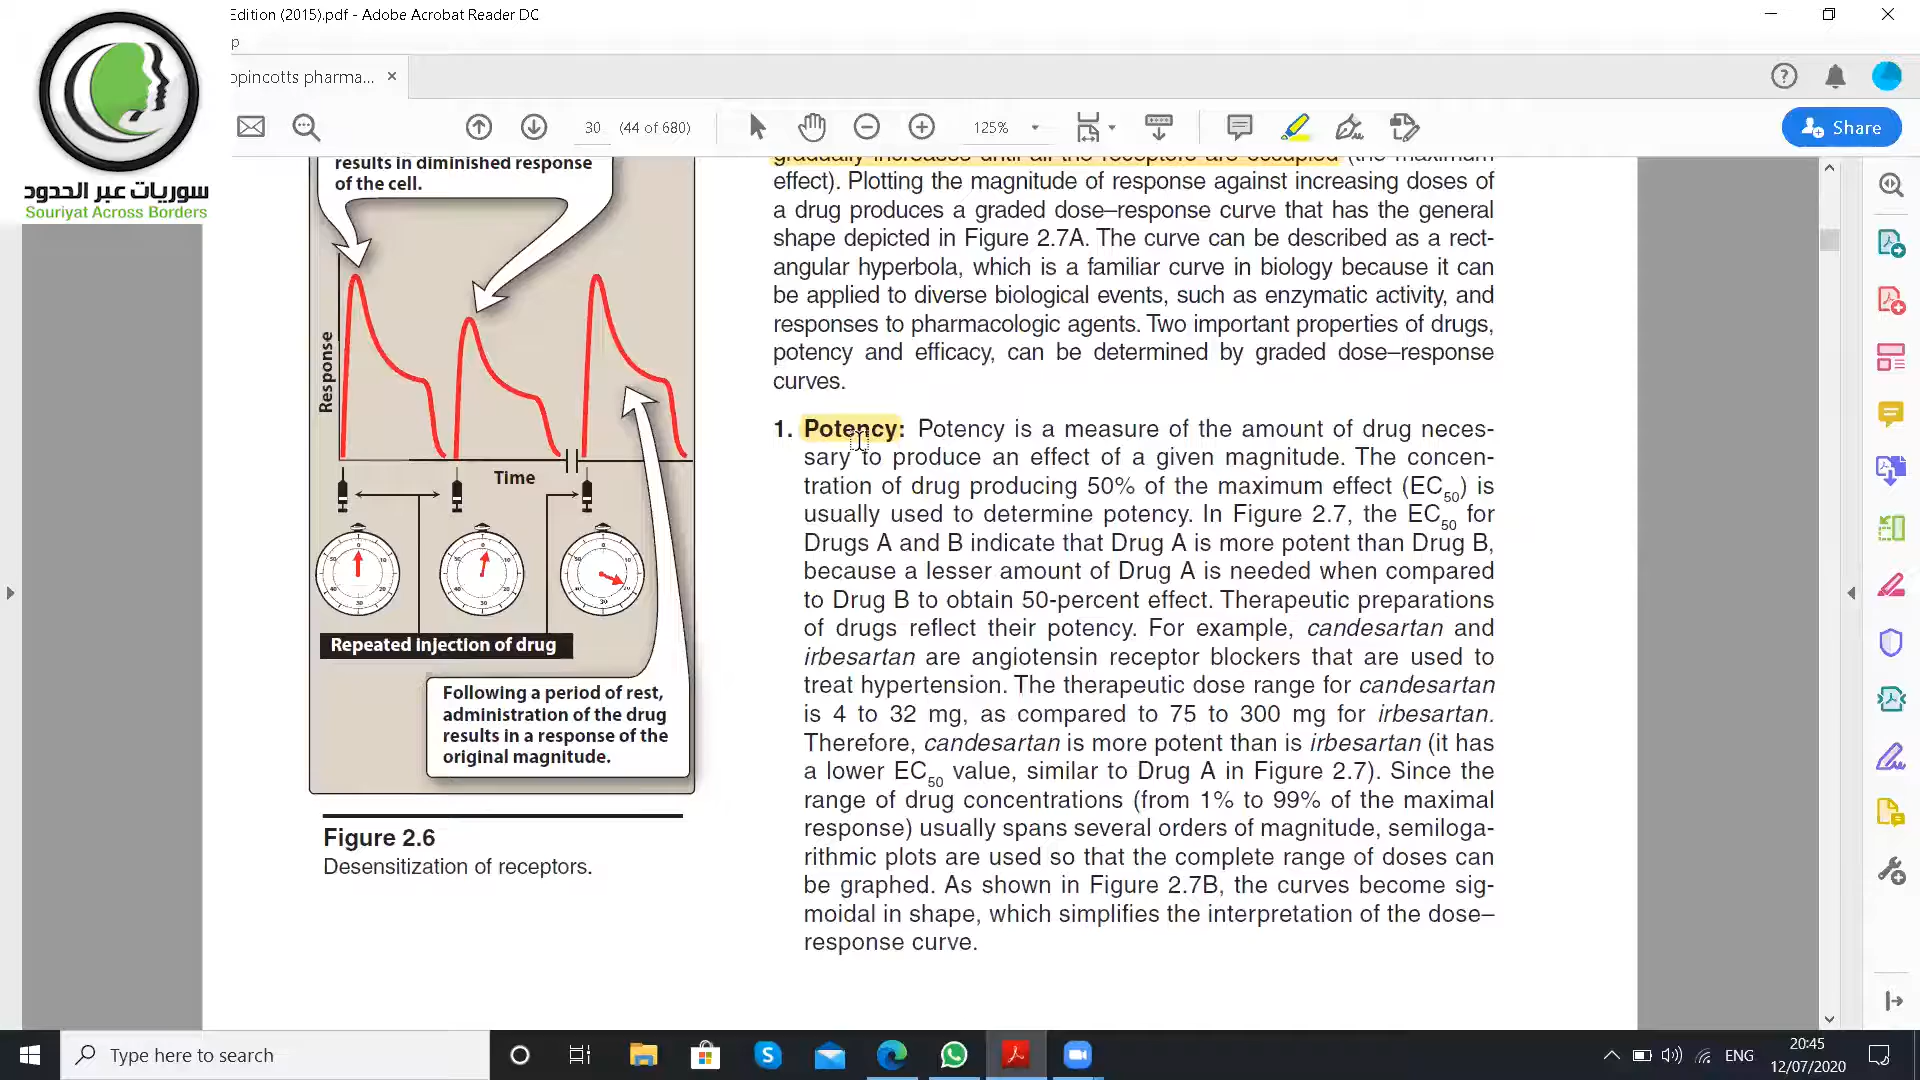 Edition (2015).pdf - Adobe Acrobat Reader DC
p
opincotts pharma...
30
(44 of 680)
125%
Share
سوريات عبر الحدود
Souriyat Across Borders
results in diminished response
of the cell.
Response
Time
Repeated injection of drug
Following a period of rest,
administration of the drug
results in a response of the
original magnitude.
Figure 2.6
Desensitization of receptors.
gradually increases until all the receptors are occupied (the maximum
effect). Plotting the magnitude of response against increasing doses of
a drug produces a graded dose–response curve that has the general
shape depicted in Figure 2.7A. The curve can be described as a rect-
angular hyperbola, which is a familiar curve in biology because it can
be applied to diverse biological events, such as enzymatic activity, and
responses to pharmacologic agents. Two important properties of drugs,
potency and efficacy, can be determined by graded dose–response
curves.
1. Potency: Potency is a measure of the amount of drug neces-
sary to produce an effect of a given magnitude. The concen-
tration of drug producing 50% of the maximum effect (EC50) is
usually used to determine potency. In Figure 2.7, the EC50 for
Drugs A and B indicate that Drug A is more potent than Drug B,
because a lesser amount of Drug A is needed when compared
to Drug B to obtain 50-percent effect. Therapeutic preparations
of drugs reflect their potency. For example, candesartan and
irbesartan are angiotensin receptor blockers that are used to
treat hypertension. The therapeutic dose range for candesartan
is 4 to 32 mg, as compared to 75 to 300 mg for irbesartan.
Therefore, candesartan is more potent than is irbesartan (it has
a lower EC50 value, similar to Drug A in Figure 2.7). Since the
range of drug concentrations (from 1% to 99% of the maximal
response) usually spans several orders of magnitude, semiloga-
rithmic plots are used so that the complete range of doses can
be graphed. As shown in Figure 2.7B, the curves become sig-
moidal in shape, which simplifies the interpretation of the dose–
response curve.
Type here to search
ENG
20:45
12/07/2020